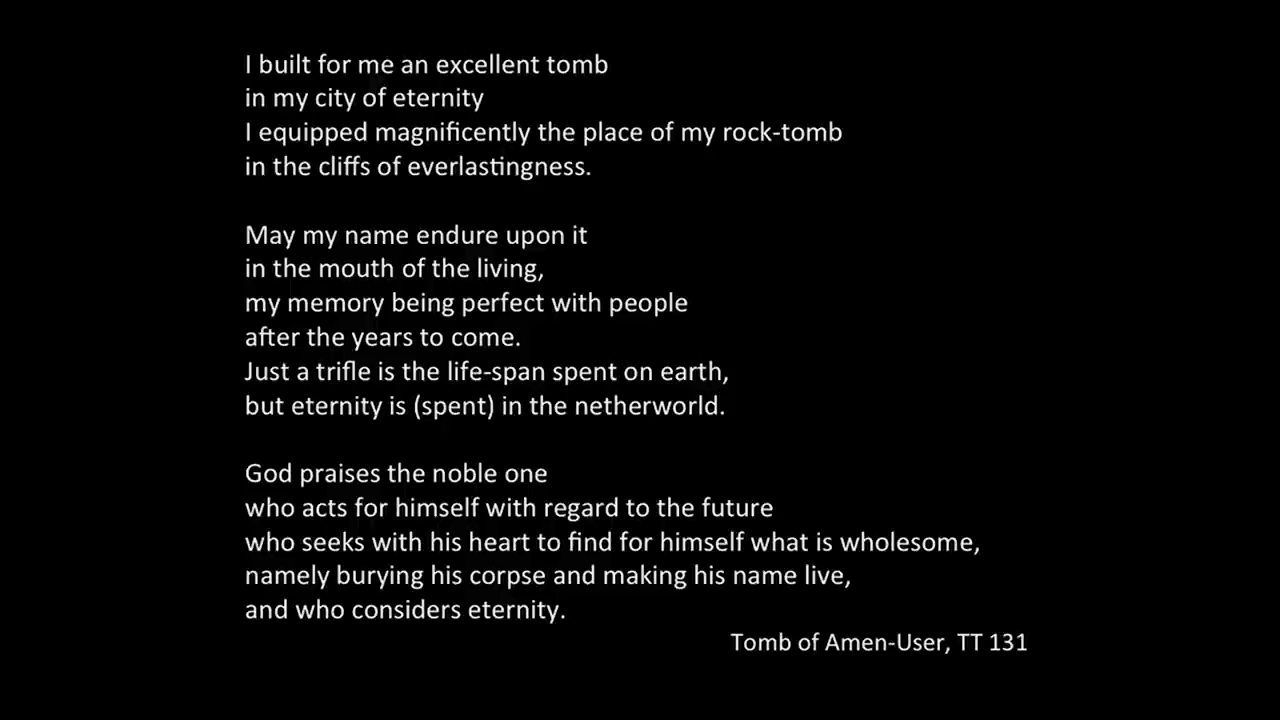 I built for me an excellent tomb
in my city of eternity
I equipped magnificently the place of my rock-tomb
in the cliffs of everlastingness.
May my name endure upon it
in the mouth of the living,
my memory being perfect with people
after the years to come.
Just a trifle is the life-span spent on earth,
but eternity is (spent) in the netherworld.
God praises the noble one
who acts for himself with regard to the future
who seeks with his heart to find for himself what is wholesome,
namely burying his corpse and making his name live,
and who considers eternity.
Tomb of Amen-User, TT 131